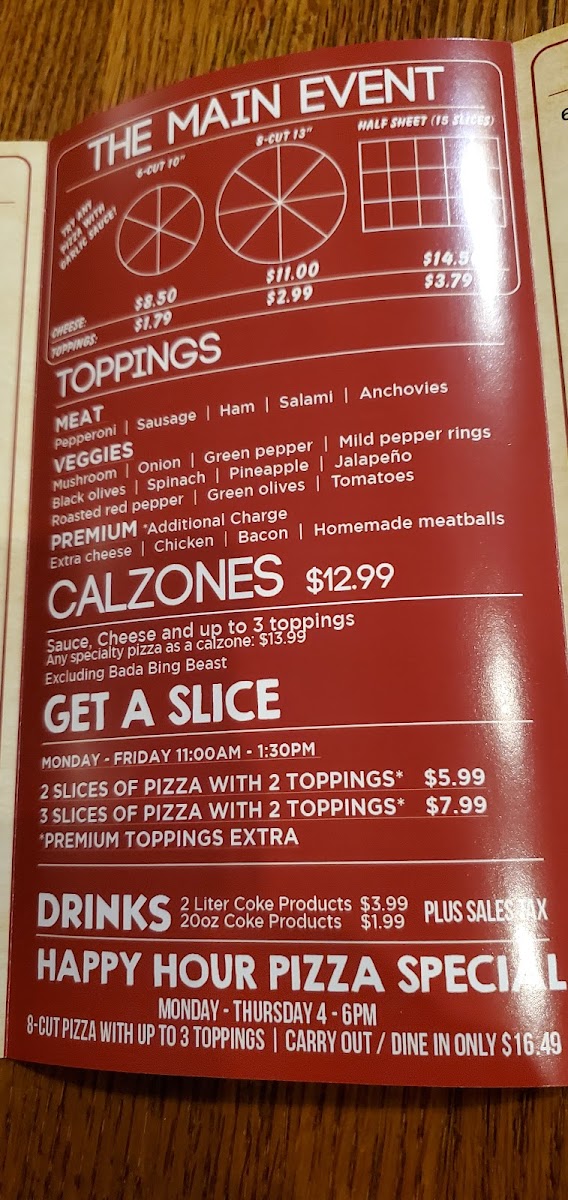 THE MAIN EVENT
TRY ANY
PIZZA WITH
GARLIC SAUCE!
6-CUT 10"
8-CUT 13"
HALF SHEET (15 SLICES)
CHEESE: $8.50 $11.00
TOPPINGS: $1.79 $2.99 $3.79
TOPPINGS
MEAT
Pepperoni | Sausage | Ham | Salami | Anchovies
VEGGIES
Mushroom | Onion | Green pepper | Mild pepper rings
Black olives | Spinach | Pineapple | Jalapeño
Roasted red pepper | Green olives | Tomatoes
PREMIUM *Additional Charge
Extra cheese | Chicken | Bacon | Homemade meatballs
CALZONES $12.99
Sauce, Cheese and up to 3 toppings
Any specialty pizza as a calzone: $13.99
Excluding Bada Bing Beast
GET A SLICE
MONDAY - FRIDAY 11:00AM - 1:30PM
2 SLICES OF PIZZA WITH 2 TOPPINGS* $5.99
3 SLICES OF PIZZA WITH 2 TOPPINGS* $7.99
*PREMIUM TOPPINGS EXTRA
DRINKS
2 Liter Coke Products $3.99
20oz Coke Products $1.99
PLUS SALES TAX
HAPPY HOUR PIZZA SPECIAL
MONDAY - THURSDAY 4 - 6PM
8-CUT PIZZA WITH UP TO 3 TOPPINGS | CARRY OUT / DINE IN ONLY $16.49